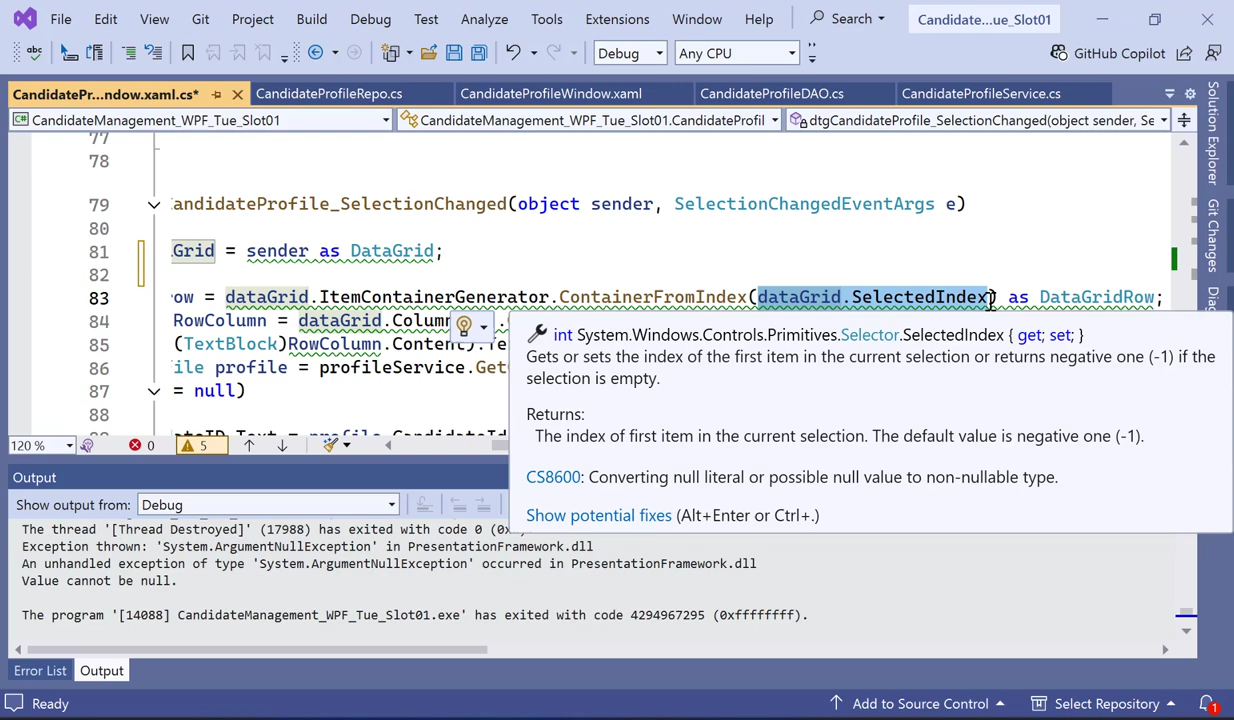 File Edit View Git Project Build Debug Test Analyze Tools Extensions Window Help Search Candidate...ue_Slot01
abc Debug Any CPU GitHub Copilot
CandidatePr...ndow.xaml.cs* CandidateProfileRepo.cs CandidateProfileWindow.xaml CandidateProfileDAO.cs CandidateProfileService.cs
C# CandidateManagement_WPF_Tue_Slot01 CandidateManagement_WPF_Tue_Slot01.CandidateProfil dtgCandidateProfile_SelectionChanged(object sender, Se
77
78
79 CandidateProfile_SelectionChanged(object sender, SelectionChangedEventArgs e)
80
81 Grid = sender as DataGrid;
82
83 row = dataGrid.ItemContainerGenerator.ContainerFromIndex(dataGrid.SelectedIndex) as DataGridRow;
84 RowColumn = dataGrid.Column
85 (TextBlock)RowColumn.Content).Te
86 ile profile = profileService.Get
87 = null)
88
int System.Windows.Controls.Primitives.Selector.SelectedIndex { get; set; }
Gets or sets the index of the first item in the current selection or returns negative one (-1) if the
selection is empty.
Returns:
The index of first item in the current selection. The default value is negative one (-1).
CS8600: Converting null literal or possible null value to non-nullable type.
Show potential fixes (Alt+Enter or Ctrl+.)
120 % 0 5
Output
Show output from: Debug
The thread '[Thread Destroyed]' (17988) has exited with code 0 (0x
Exception thrown: 'System.ArgumentNullException' in PresentationFramework.dll
An unhandled exception of type 'System.ArgumentNullException' occurred in PresentationFramework.dll
Value cannot be null.
The program '[14088] CandidateManagement_WPF_Tue_Slot01.exe' has exited with code 4294967295 (0xffffffff).
Error List Output
Ready Add to Source Control Select Repository 1
Solution Explorer
Git Changes